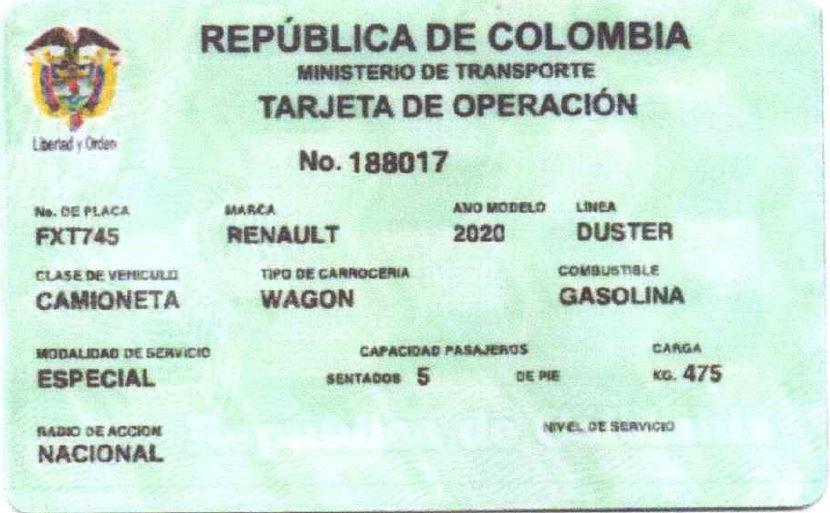 REPÚBLICA DE COLOMBIA
MINISTERIO DE TRANSPORTE
TARJETA DE OPERACIÓN
Libertad y Orden
No. 188017
No. DE PLACA MARCA ANO MODELO LINEA
FXT745 RENAULT 2020 DUSTER
CLASE DE VEHICULO TIPO DE CARROCERIA COMBUSTIBLE
CAMIONETA WAGON GASOLINA
MODALIDAD DE SERVICIO CAPACIDAD PASAJEROS CARGA
ESPECIAL SENTADOS 5 DE PIE KG. 475
RADIO DE ACCION NIVEL DE SERVICIO
NACIONAL